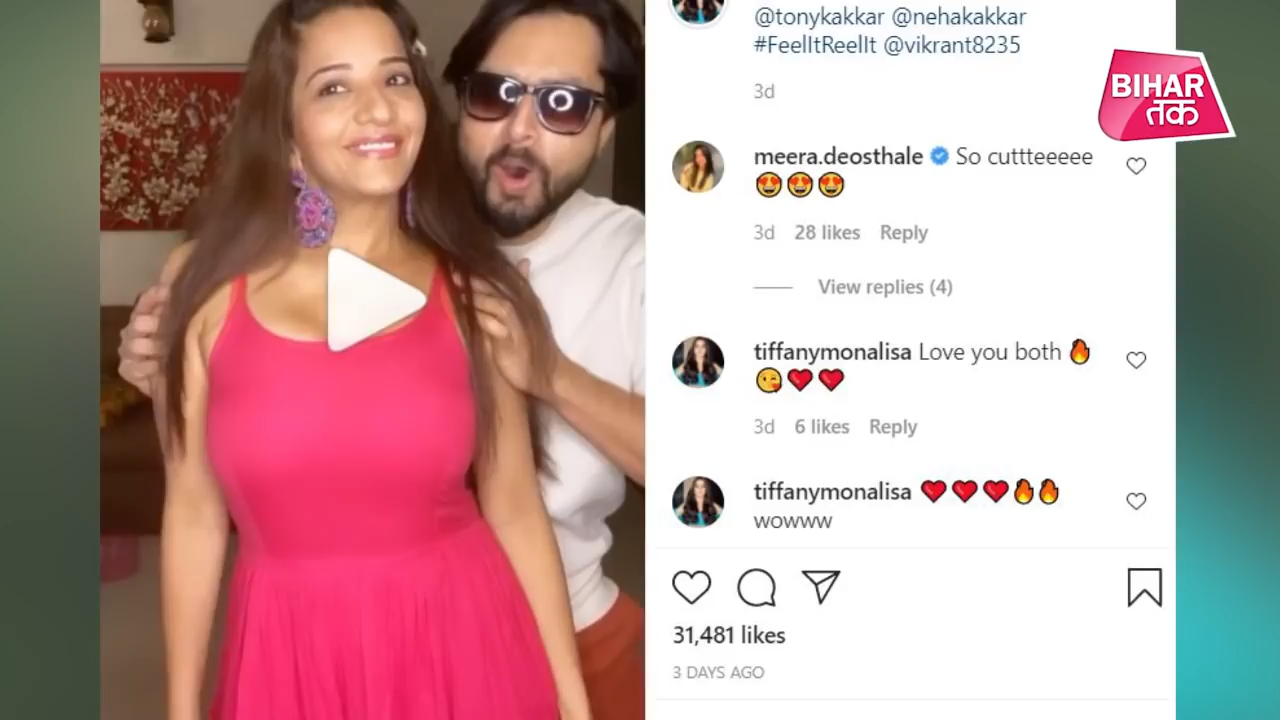 @tonykakkar @nehakakkar
#FeelItReelIt @vikrant8235
3d
BIHAR
तक
meera.deosthale So cuttteeeee
😍😍😍
3d 28 likes Reply
View replies (4)
tiffanymonalisa Love you both 🔥
😘❤️❤️
3d 6 likes Reply
tiffanymonalisa ❤️❤️❤️🔥🔥
wowww
31,481 likes
3 DAYS AGO